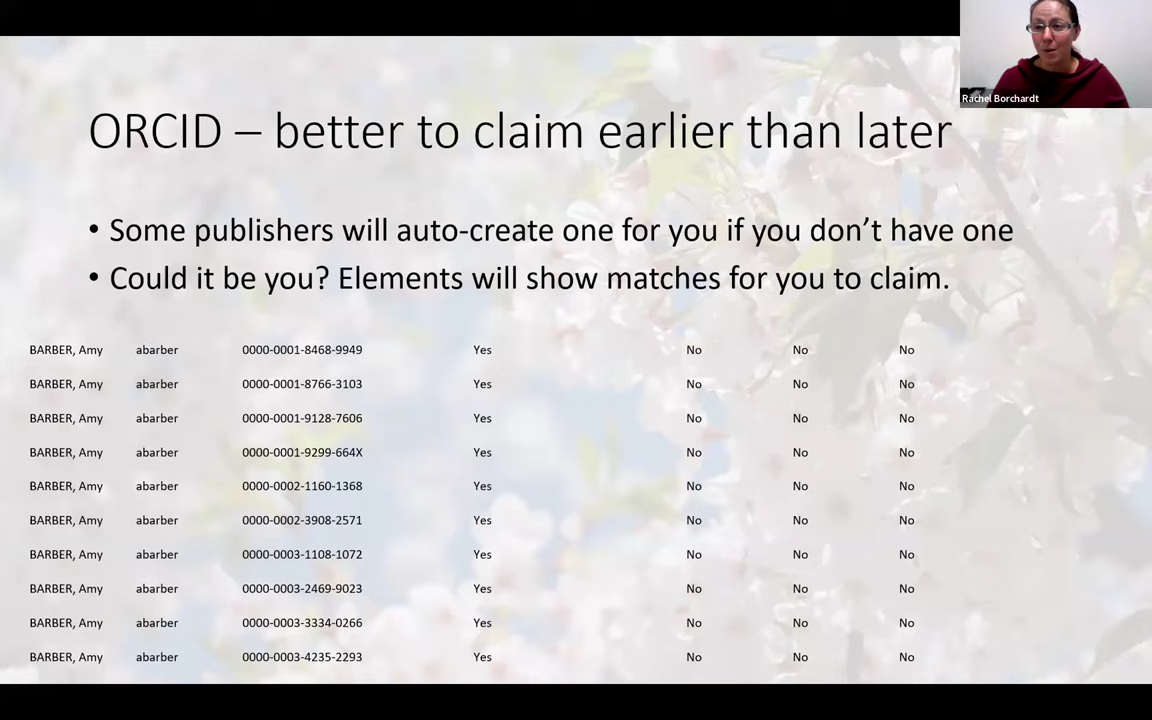 Rachel Borchardt
ORCID – better to claim earlier than later
• Some publishers will auto-create one for you if you don’t have one
• Could it be you? Elements will show matches for you to claim.
BARBER, Amy abarber 0000-0001-8468-9949 Yes No No No
BARBER, Amy abarber 0000-0001-8766-3103 Yes No No No
BARBER, Amy abarber 0000-0001-9128-7606 Yes No No No
BARBER, Amy abarber 0000-0001-9299-664X Yes No No No
BARBER, Amy abarber 0000-0002-1160-1368 Yes No No No
BARBER, Amy abarber 0000-0002-3908-2571 Yes No No No
BARBER, Amy abarber 0000-0003-1108-1072 Yes No No No
BARBER, Amy abarber 0000-0003-2469-9023 Yes No No No
BARBER, Amy abarber 0000-0003-3334-0266 Yes No No No
BARBER, Amy abarber 0000-0003-4235-2293 Yes No No No